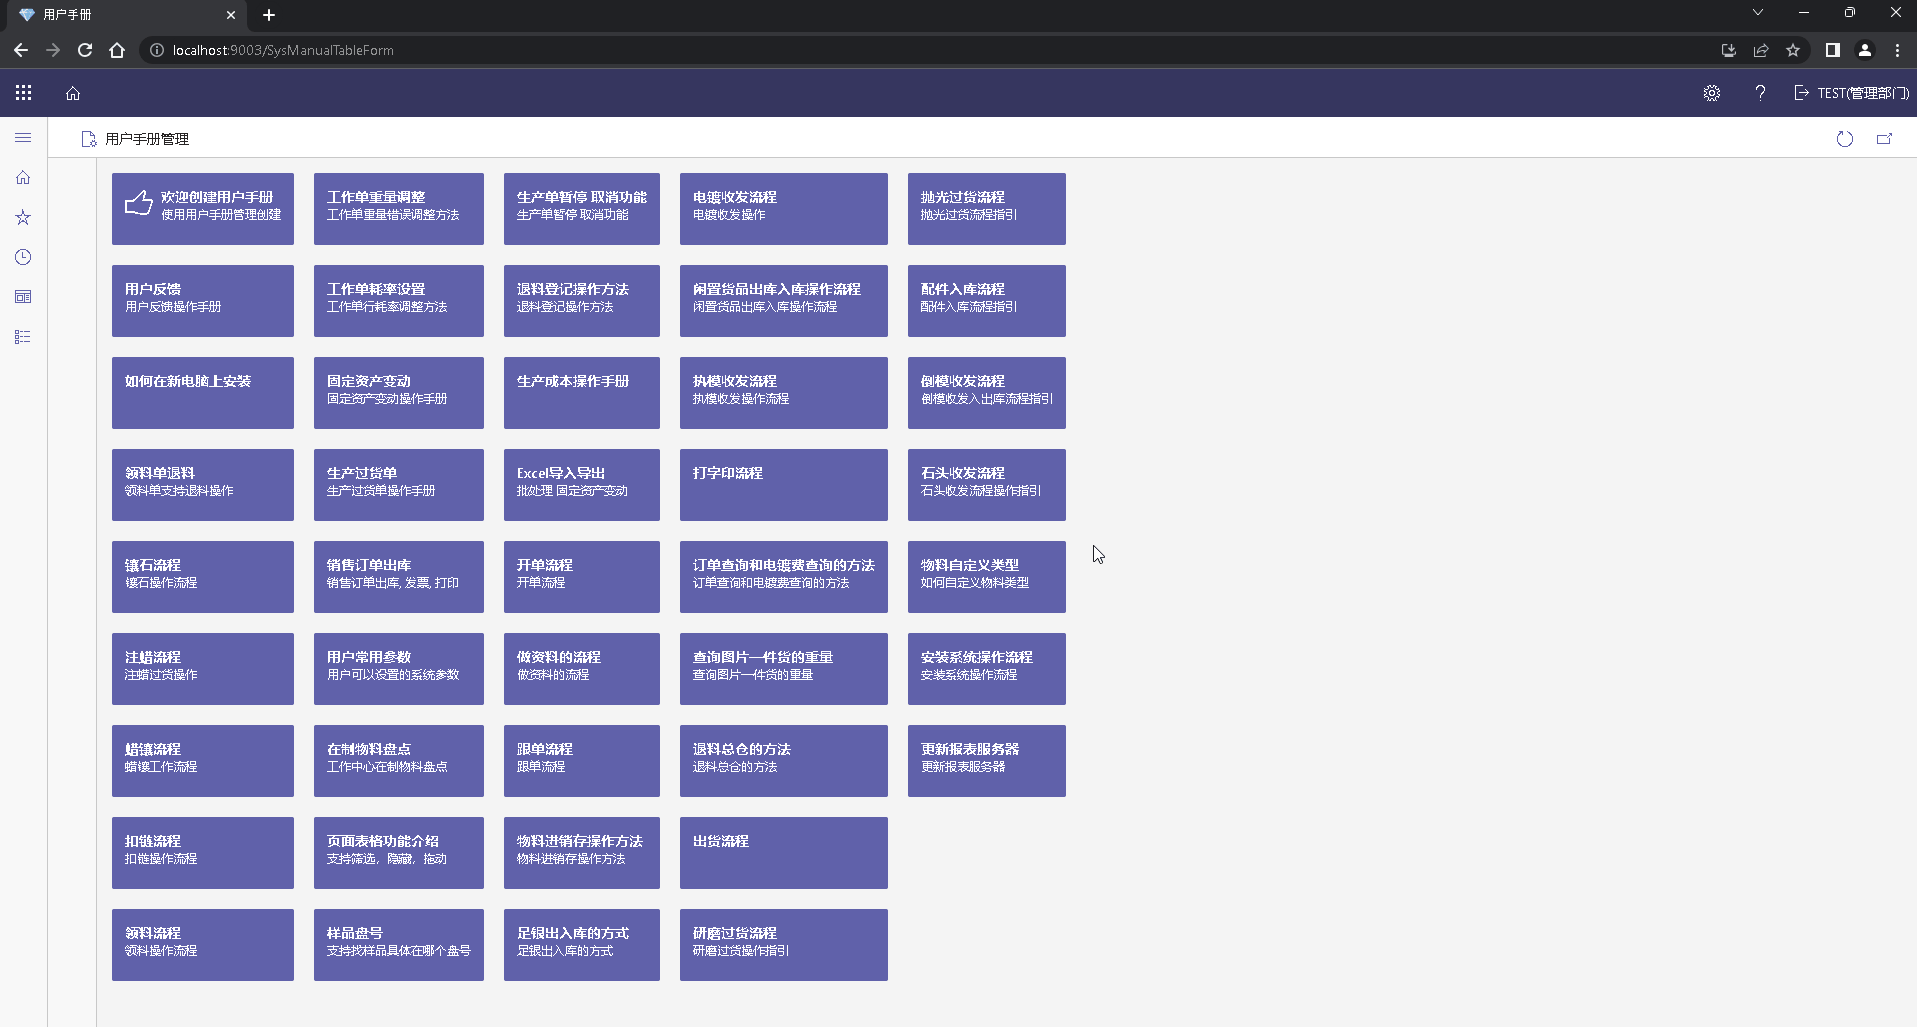 用户手册
localhost:9003/SysManualTableForm
TEST(管理部门)
用户手册管理
欢迎创建用户手册
使用用户手册管理创建
工作单重量调整
工作单重量错误调整方法
生产单暂停 取消功能
生产单暂停 取消功能
电镀收发流程
电镀收发操作
抛光过货流程
抛光过货流程指引
用户反馈
用户反馈操作手册
工作单耗率设置
工作单行耗率调整方法
退料登记操作方法
退料登记操作方法
闲置货品出库入库操作流程
闲置货品出库入库操作流程
配件入库流程
配件入库流程指引
如何在新电脑上安装
固定资产变动
固定资产变动操作手册
生产成本操作手册
执模收发流程
执模收发操作流程
倒模收发流程
倒模收发入出库流程指引
领料单退料
领料单支持退料操作
生产过货单
生产过货单操作手册
Excel导入导出
批处理 固定资产变动
打字印流程
石头收发流程
石头收发流程操作指引
镶石流程
镶石操作流程
销售订单出库
销售订单出库, 发票, 打印
开单流程
开单流程
订单查询和电镀费查询的方法
订单查询和电镀费查询的方法
物料自定义类型
如何自定义物料类型
注蜡流程
注蜡过货操作
用户常用参数
用户可以设置的系统参数
做资料的流程
做资料的流程
查询图片一件货的重量
查询图片一件货的重量
安装系统操作流程
安装系统操作流程
蜡镶流程
蜡镶工作流程
在制物料盘点
工作中心在制物料盘点
跟单流程
跟单流程
退料总仓的方法
退料总仓的方法
更新报表服务器
更新报表服务器
扣链流程
扣链操作流程
页面表格功能介绍
支持筛选，隐藏，拖动
物料进销存操作方法
物料进销存操作方法
出货流程
领料流程
领料操作流程
样品盘号
支持找样品具体在哪个盘号
足银出入库的方式
足银出入库的方式
研磨过货流程
研磨过货操作指引